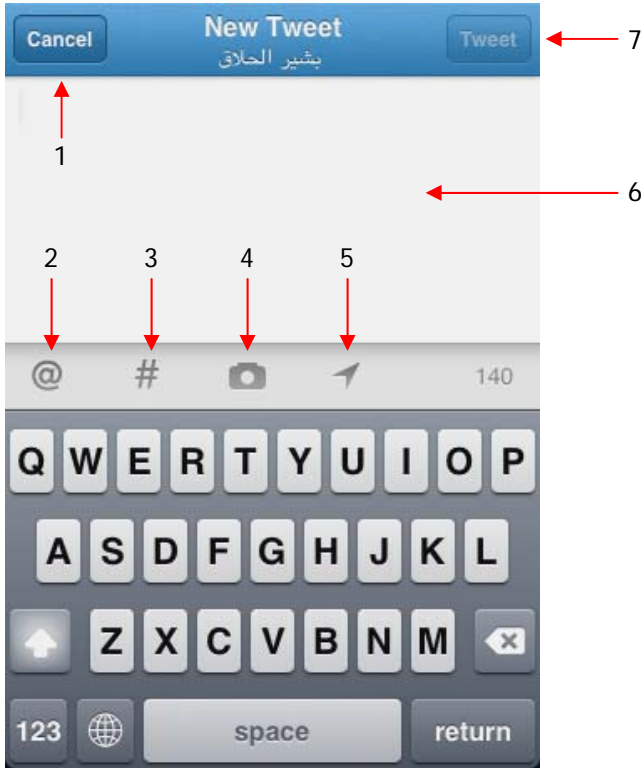 Cancel New Tweet Tweet 7
بشير الحلاق
1
6
2 3 4 5
@ # 140
Q W E R T Y U I O P
A S D F G H J K L
Z X C V B N M
123 space return